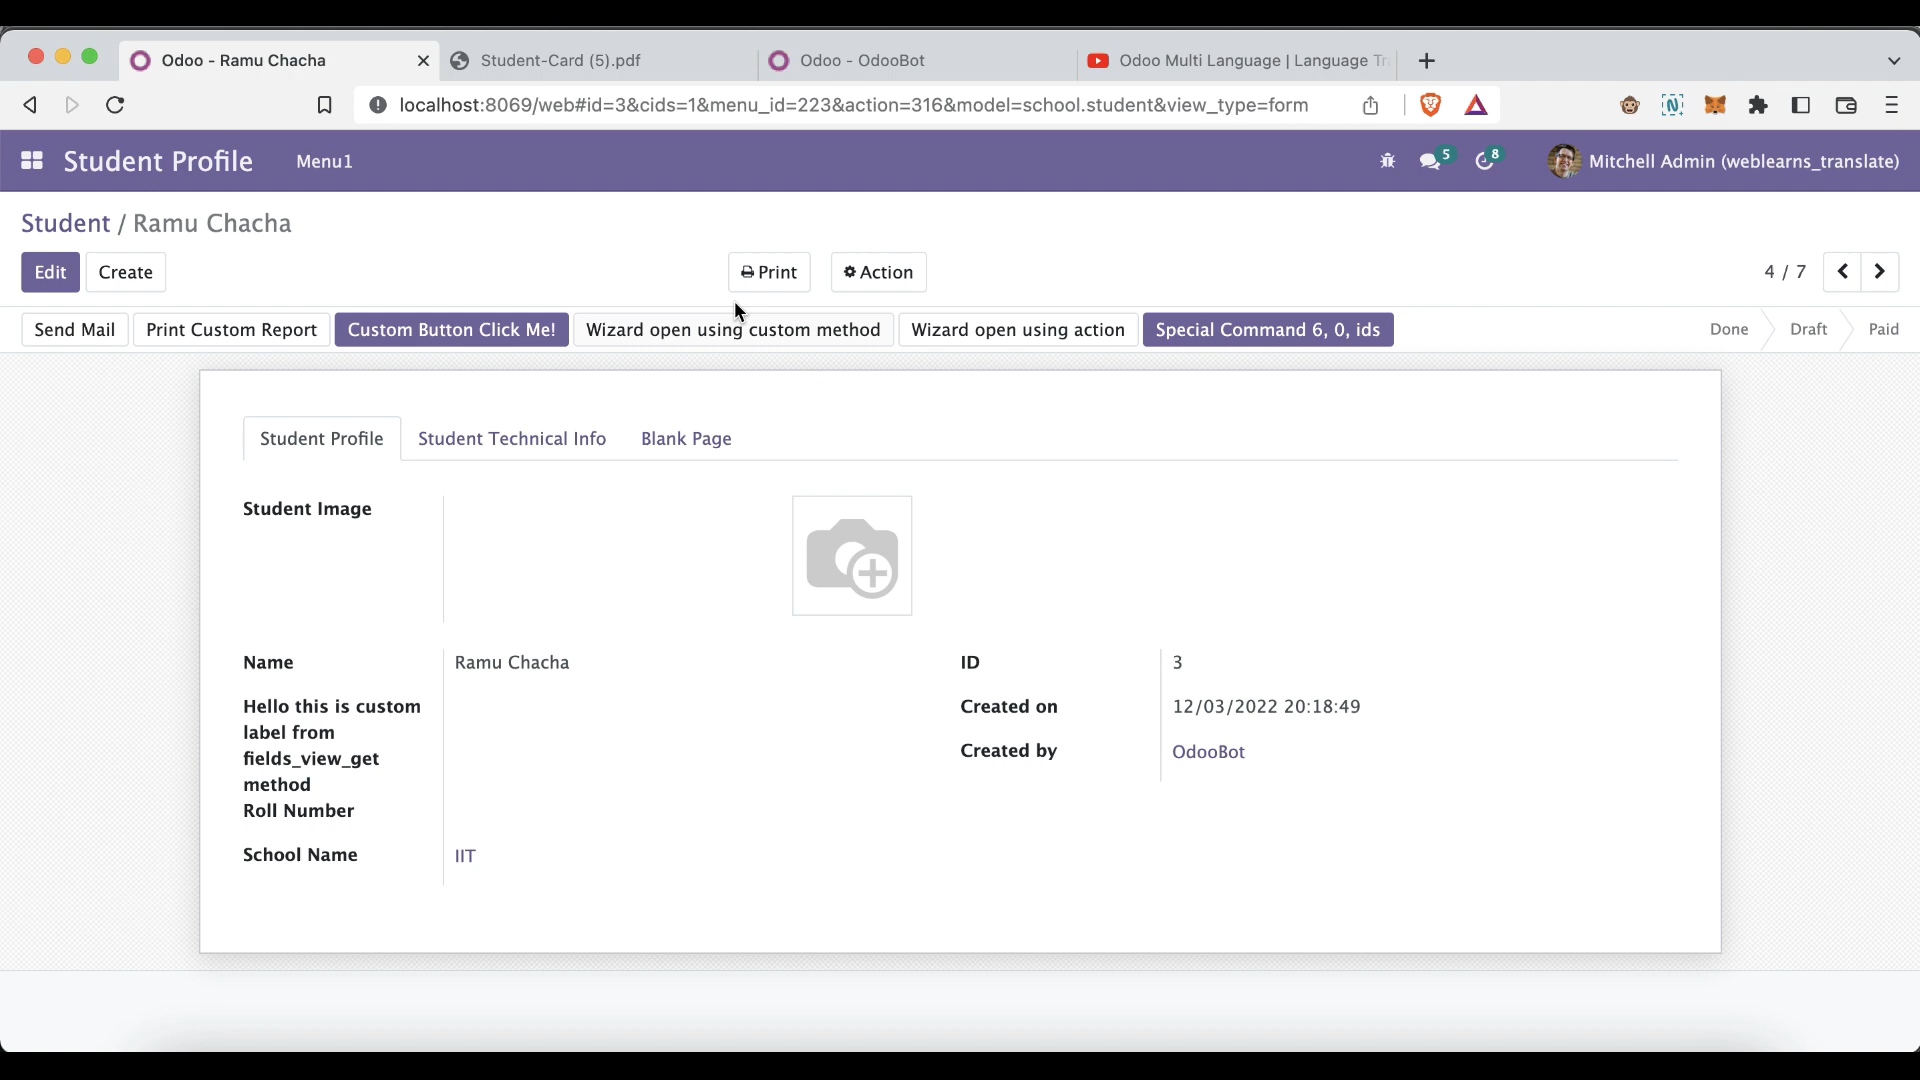 Odoo - Ramu Chacha
Student-Card (5).pdf
Odoo - OdooBot
Odoo Multi Language | Language Tr
localhost:8069/web#id=3&cids=1&menu_id=223&action=316&model=school.student&view_type=form
Student Profile
Menu1
5
8
Mitchell Admin (weblearns_translate)
Student / Ramu Chacha
Edit
Create
Print
Action
4 / 7
Send Mail
Print Custom Report
Custom Button Click Me!
Wizard open using custom method
Wizard open using action
Special Command 6, 0, ids
Done
Draft
Paid
Student Profile
Student Technical Info
Blank Page
Student Image
Name
Ramu Chacha
Hello this is custom
label from
fields_view_get
method
Roll Number
School Name
IIT
ID
3
Created on
12/03/2022 20:18:49
Created by
OdooBot